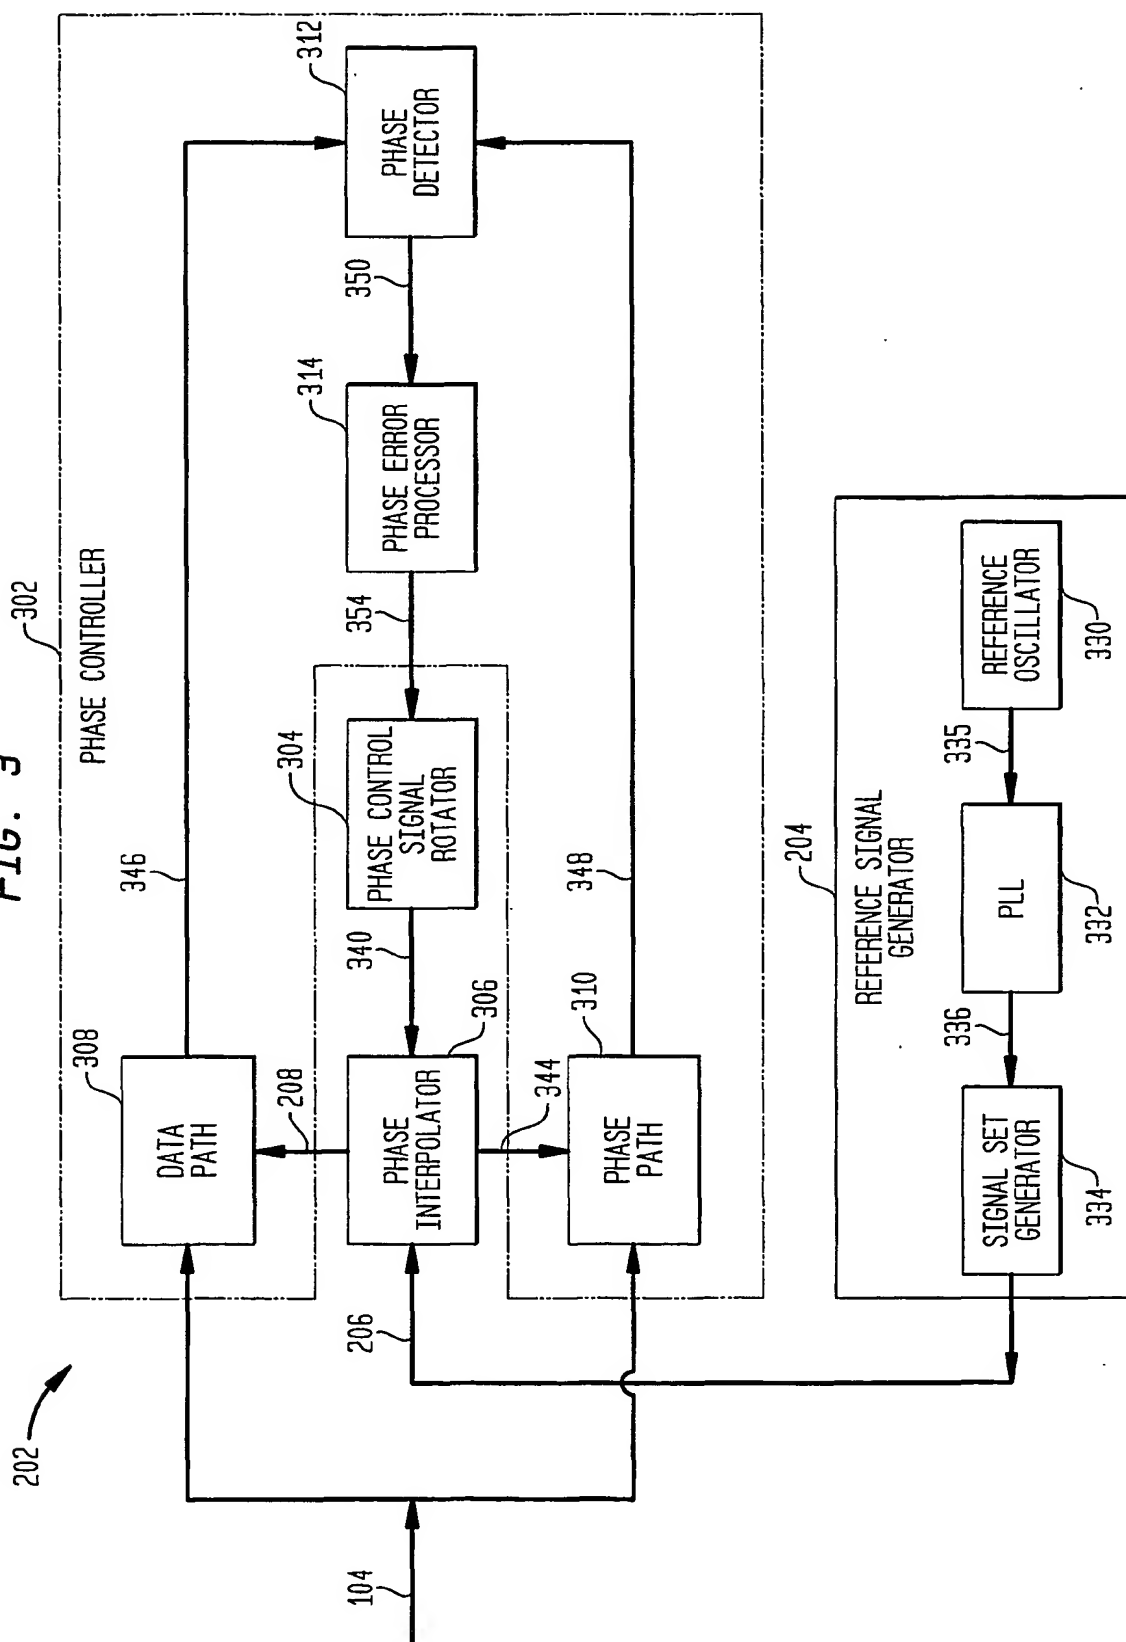 FIG. 3
202
302
PHASE CONTROLLER
104
308
DATA
PATH
346
312
PHASE
DETECTOR
208
206
PHASE
INTERPOLATOR
306
340
304
PHASE CONTROL
SIGNAL
ROTATOR
354
314
PHASE ERROR
PROCESSOR
350
344
310
PHASE
PATH
348
204
REFERENCE SIGNAL
GENERATOR
SIGNAL SET
GENERATOR
334
336
PLL
332
335
REFERENCE
OSCILLATOR
330